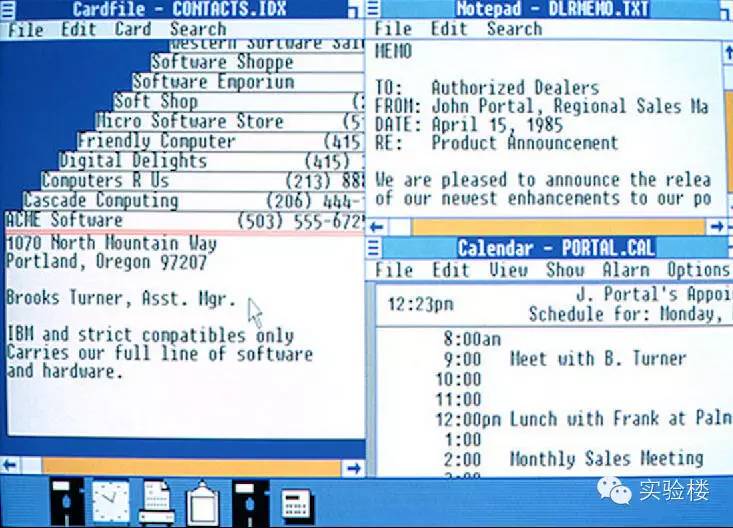 Cardfile - CONTACTS.IDX
File Edit Card Search
Western Software Sal
Software Shoppe
Software Emporium
Soft Shop (2
Micro Software Store (5
Friendly Computer (415
Digital Delights (415)
Computers R Us (213) 88
Cascade Computing (206) 444-
ACME Software (503) 555-672
1070 North Mountain Way
Portland, Oregon 97207
Brooks Turner, Asst. Mgr.
IBM and strict compatibles only
Carries our full line of software
and hardware.
Notepad - DLRMEMO.TXT
File Edit Search
MEMO
TO: Authorized Dealers
FROM: John Portal, Regional Sales Ma
DATE: April 15, 1985
RE: Product Announcement
We are pleased to announce the relea
of our newest enhancements to our po
Calendar - PORTAL.CAL
File Edit View Show Alarm Options
12:23pm
J. Portal's Appoi
Schedule for: Monday,
8:00am
9:00 Meet with B. Turner
10:00
11:00
12:00pm Lunch with Frank at Palm
1:00
2:00 Monthly Sales Meeting
实验楼